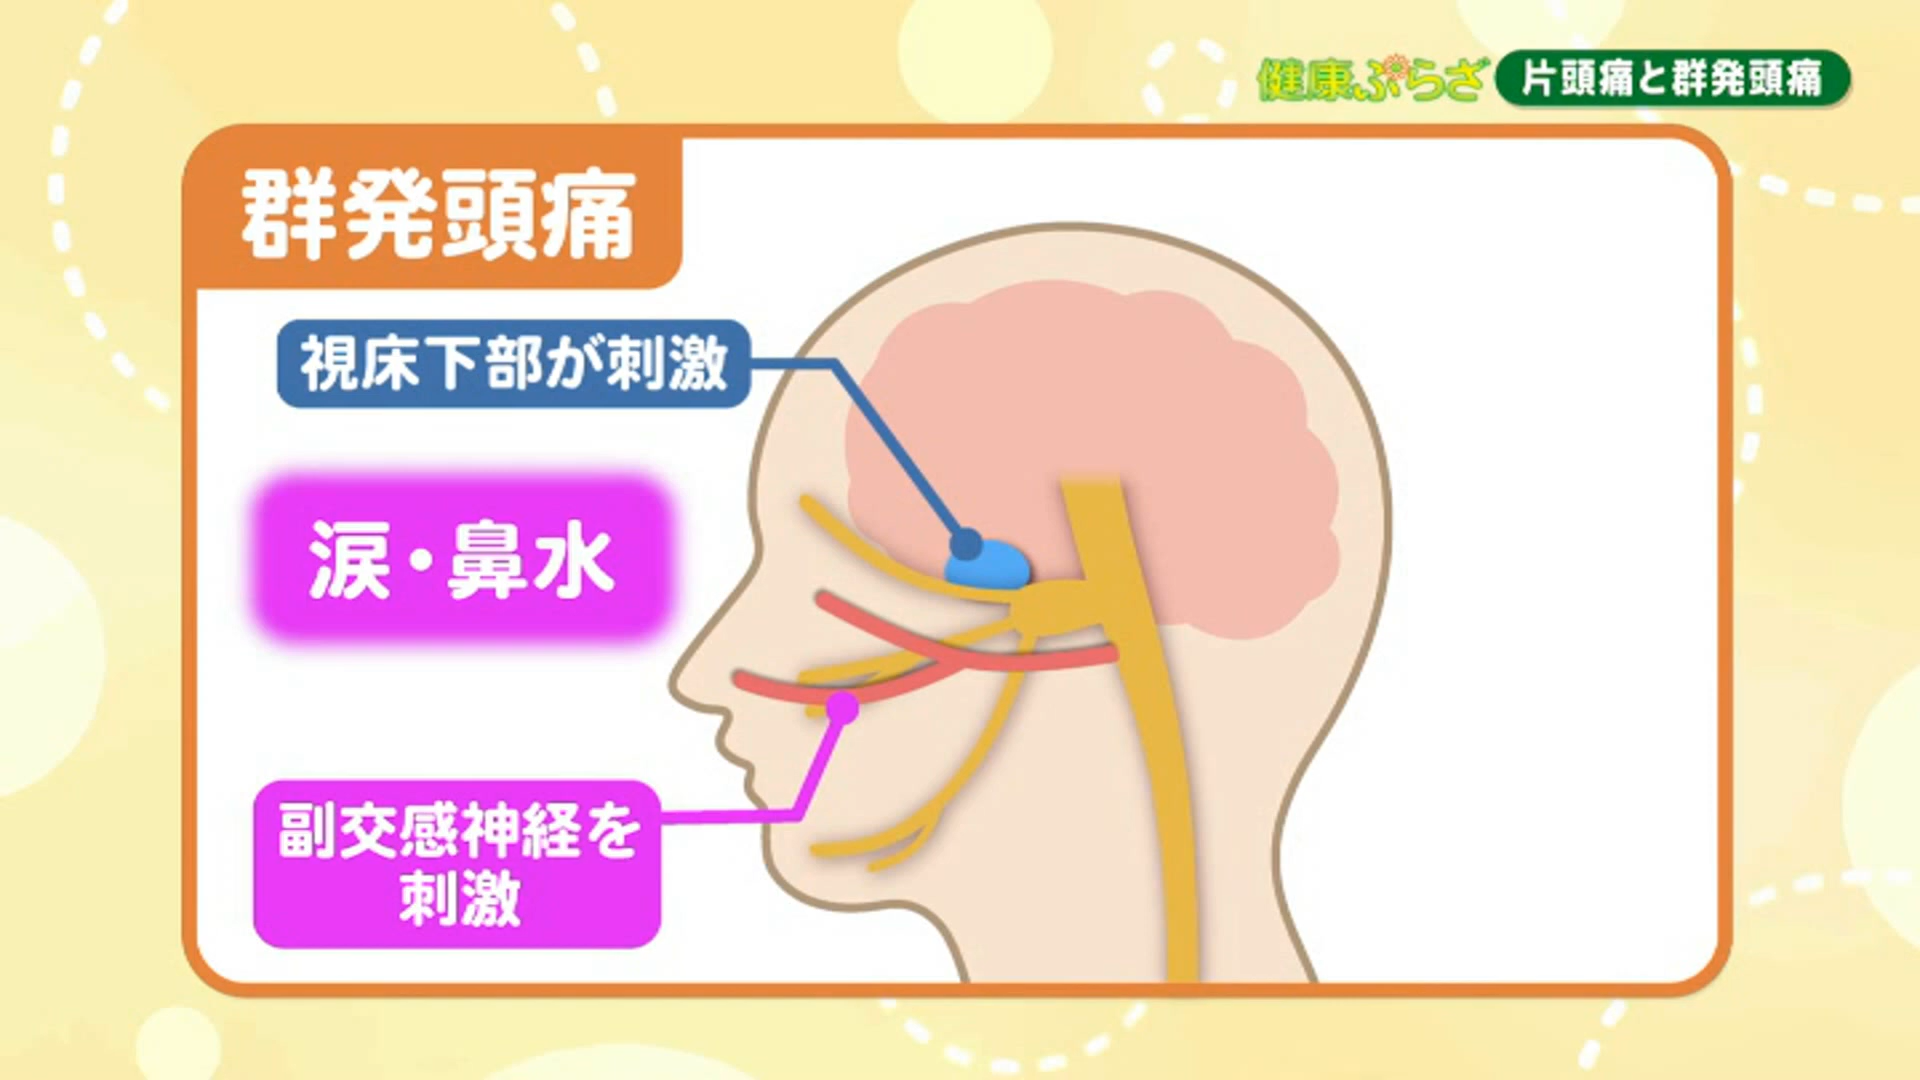 健康ぷらざ 片頭痛と群発頭痛
群発頭痛
視床下部が刺激
涙・鼻水
副交感神経を
刺激